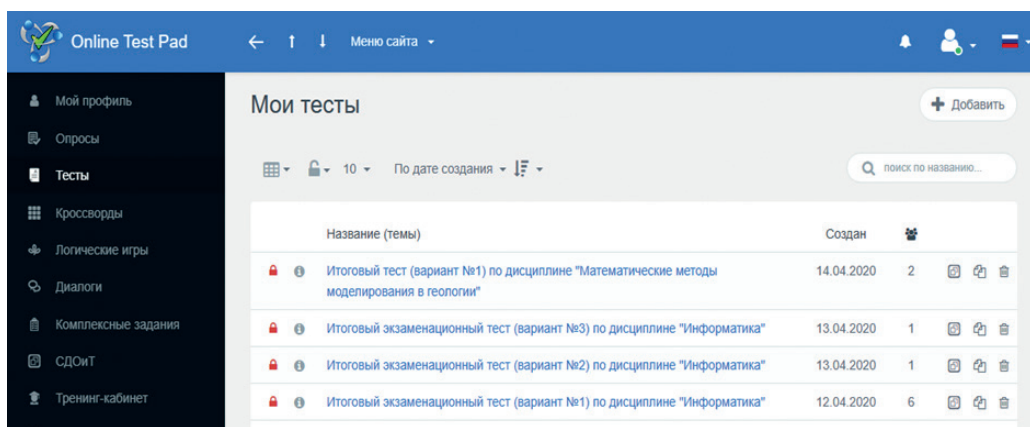 Online Test Pad
Меню сайта
Мой профиль
Опросы
Тесты
Кроссворды
Логические игры
Диалоги
Комплексные задания
СДОиТ
Тренинг-кабинет
Мои тесты
Добавить
10 По дате создания
поиск по названию...
Название (темы) Создан
Итоговый тест (вариант №1) по дисциплине "Математические методы 14.04.2020 2
моделирования в геологии"
Итоговый экзаменационный тест (вариант №3) по дисциплине "Информатика" 13.04.2020 1
Итоговый экзаменационный тест (вариант №2) по дисциплине "Информатика" 13.04.2020 1
Итоговый экзаменационный тест (вариант №1) по дисциплине "Информатика" 12.04.2020 6